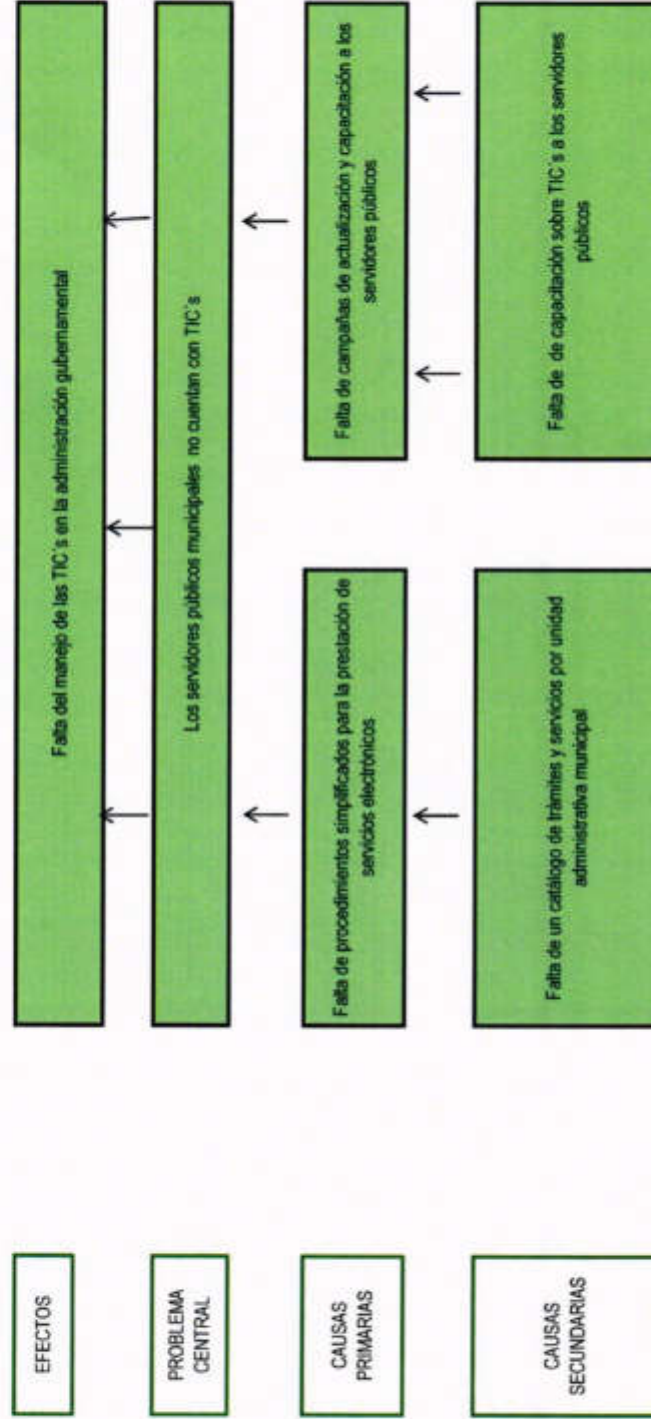 EFECTOS
Falta del manejo de las TIC´s en la administración gubernamental
PROBLEMA
CENTRAL
Los servidores públicos municipales no cuentan con TIC´s
CAUSAS
PRIMARIAS
Falta de procedimientos simplificados para la prestación de
servicios electrónicos
Falta de campañas de actualización y capacitación a los
servidores públicos
CAUSAS
SECUNDARIAS
Falta de un catálogo de trámites y servicios por unidad
administrativa municipal
Falta de de capacitación sobre TIC´s a los servidores
públicos